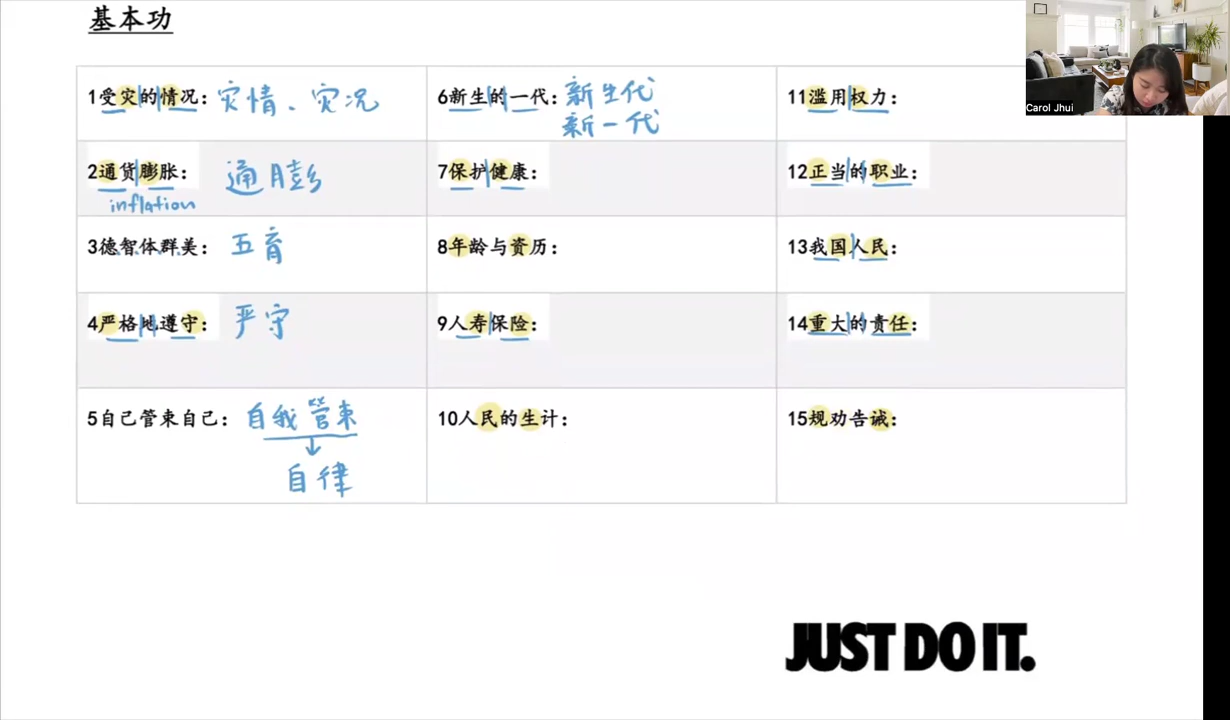 基本功
1受灾的情况：灾情、灾况
6新生的一代：新生代
新一代
11滥用权力：
Carol Jhui
2通货膨胀：通膨
inflation
7保护健康：
12正当的职业：
3德智体群美：五育
8年龄与资历：
13我国人民：
4严格地遵守：严守
9人寿保险：
14重大的责任：
5自己管束自己：自我管束
自律
10人民的生计：
15规劝告诫：
JUST DO IT.